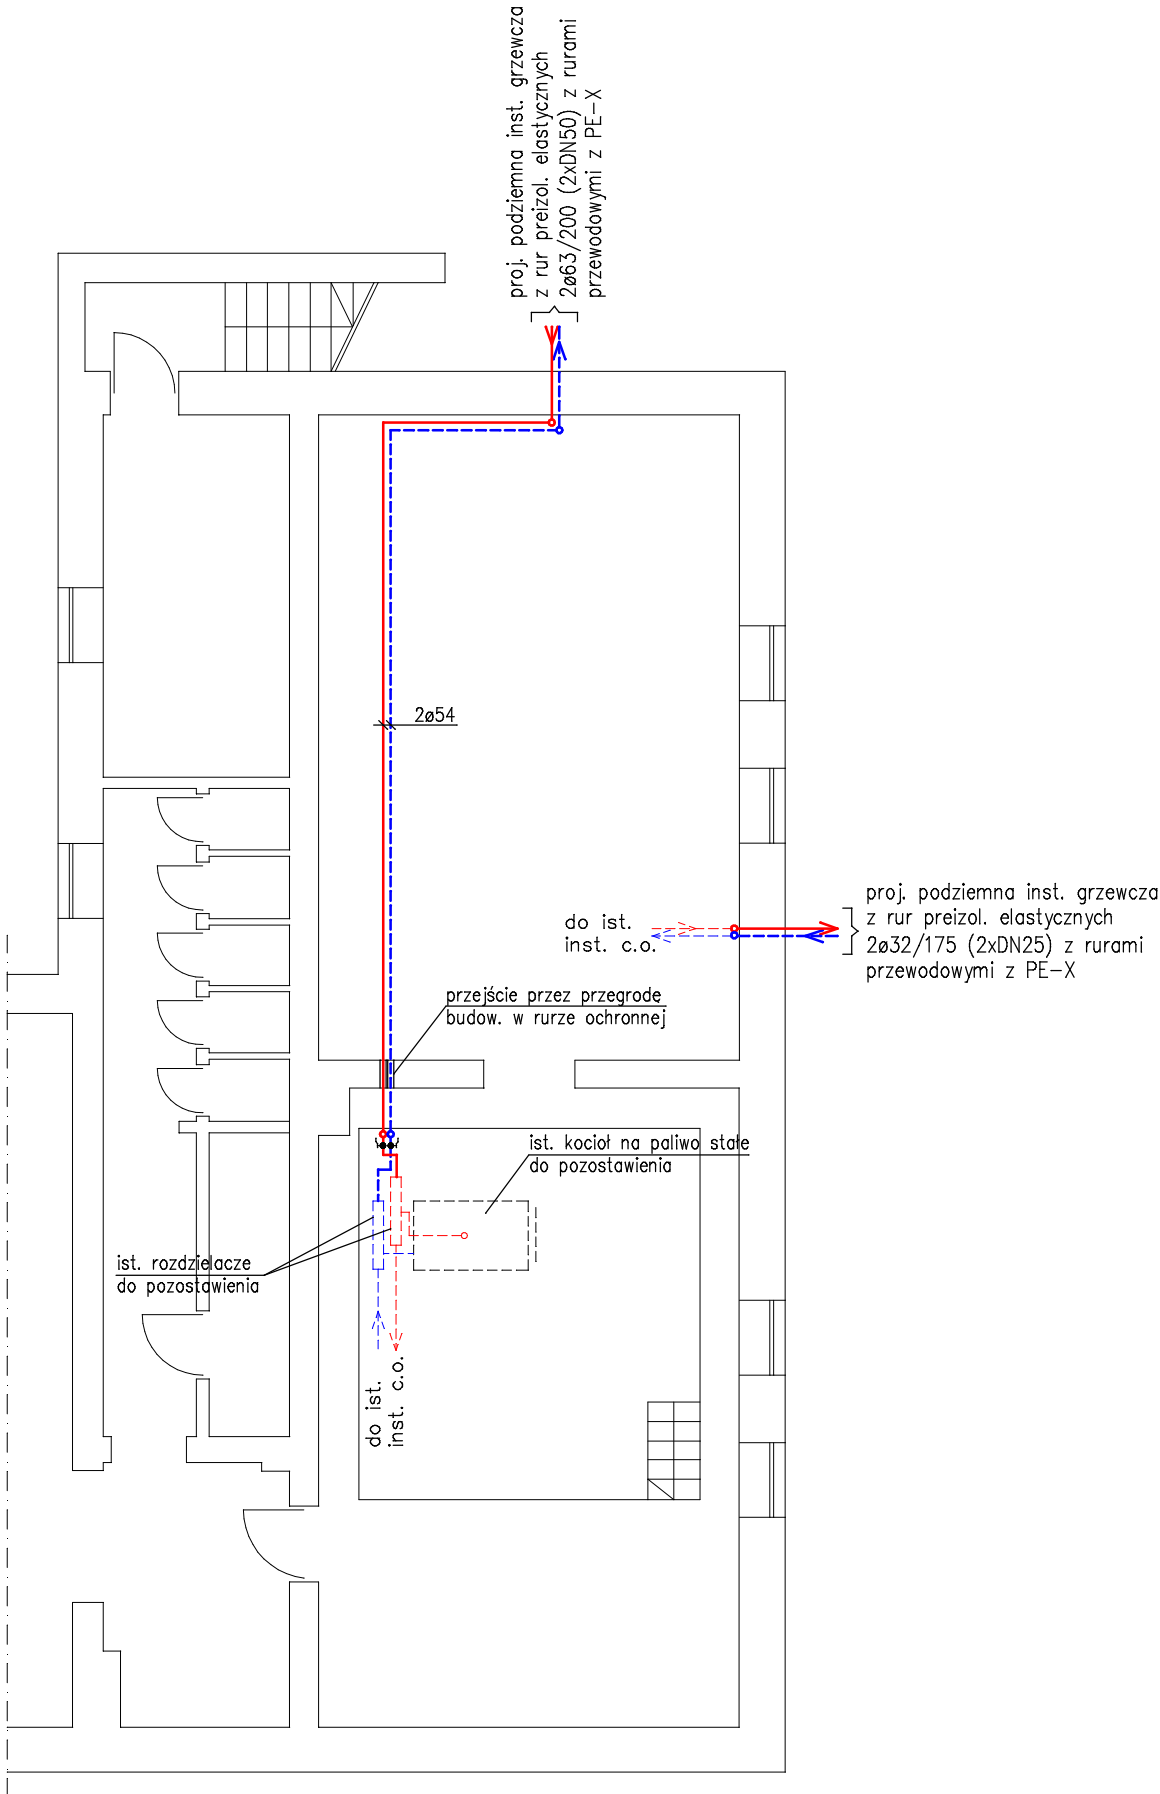 proj. podziemna inst. grzewcza
z rur preizol. elastycznych
2ø63/200 (2xDN50) z rurami
przewodowymi z PE-X
2ø54
proj. podziemna inst. grzewcza
z rur preizol. elastycznych
2ø32/175 (2xDN25) z rurami
przewodowymi z PE-X
do ist.
inst. c.o.
przejście przez przegrodę
budow. w rurze ochronnej
ist. kocioł na paliwo stałe
do pozostawienia
ist. rozdzielacze
do pozostawienia
do ist.
inst. c.o.